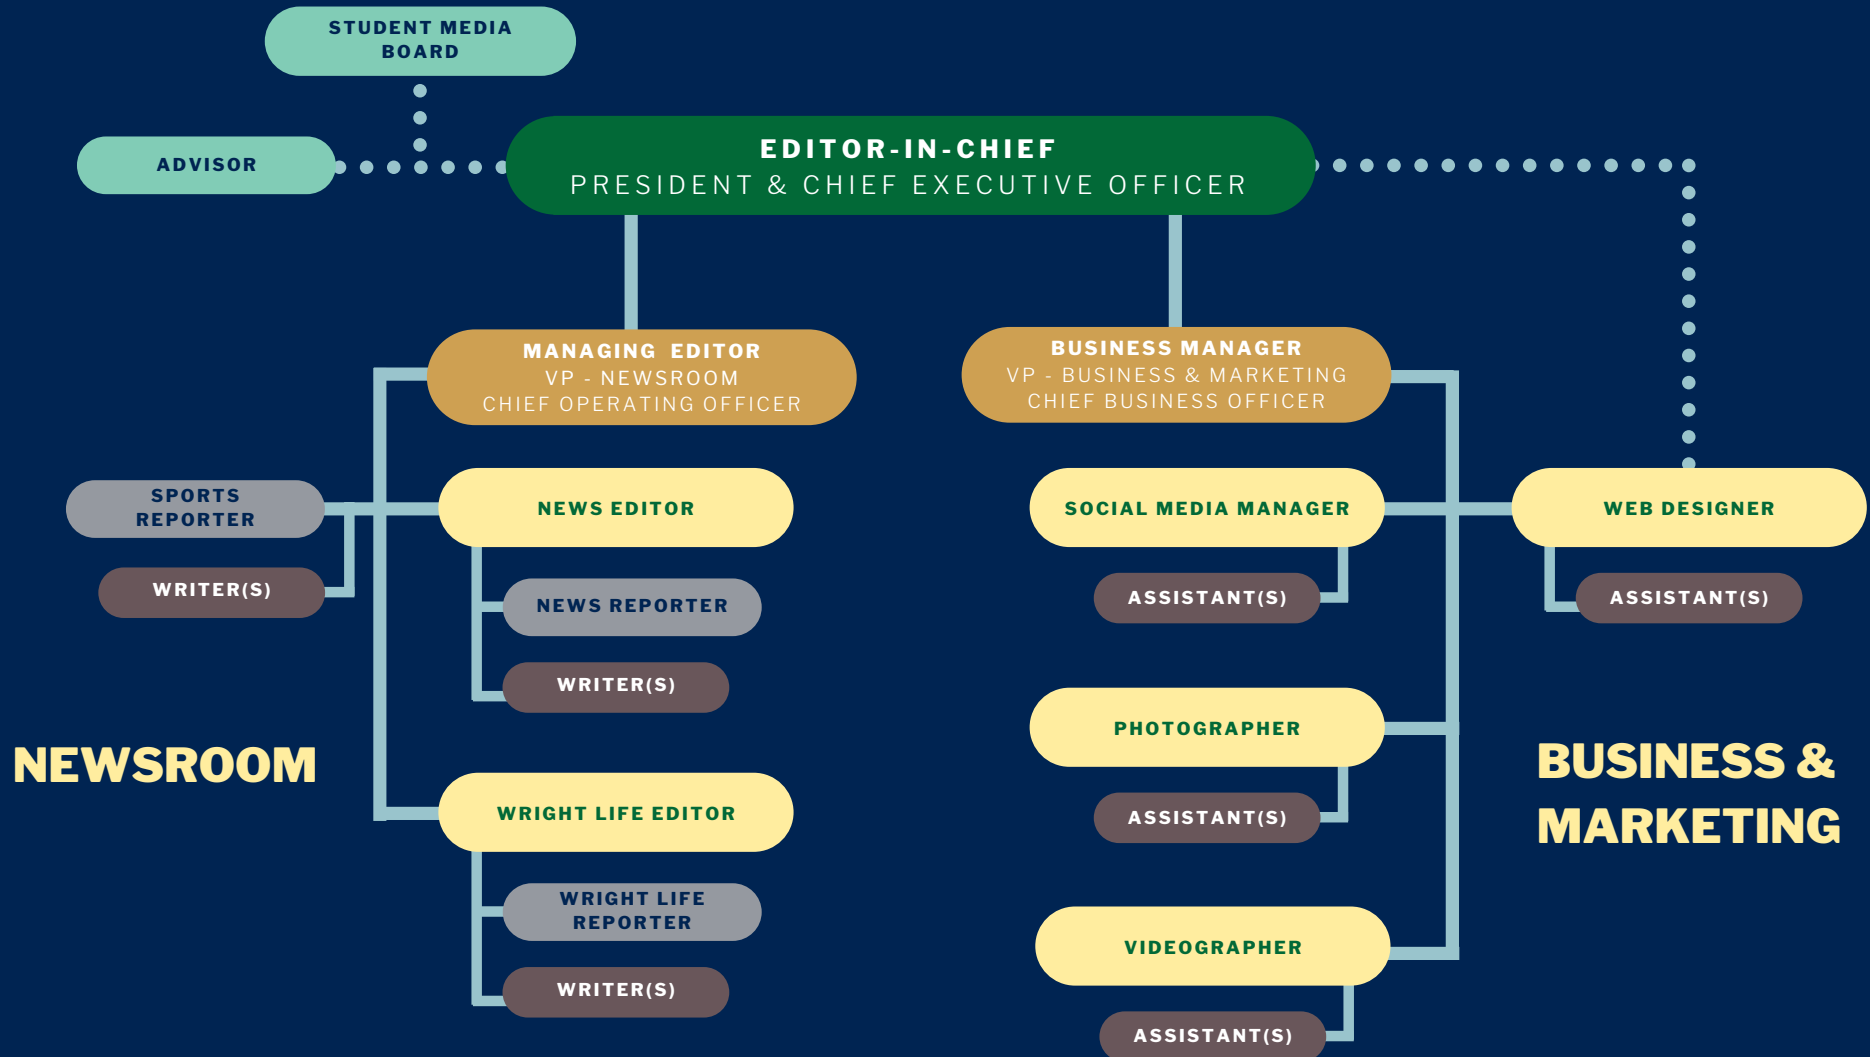 STUDENT MEDIA
BOARD
ADVISOR
EDITOR-IN-CHIEF
PRESIDENT & CHIEF EXECUTIVE OFFICER
MANAGING EDITOR
VP - NEWSROOM
CHIEF OPERATING OFFICER
BUSINESS MANAGER
VP - BUSINESS & MARKETING
CHIEF BUSINESS OFFICER
SPORTS
REPORTER
WRITER(S)
NEWS EDITOR
NEWS REPORTER
WRITER(S)
NEWSROOM
WRIGHT LIFE EDITOR
WRIGHT LIFE
REPORTER
WRITER(S)
SOCIAL MEDIA MANAGER
ASSISTANT(S)
WEB DESIGNER
ASSISTANT(S)
PHOTOGRAPHER
ASSISTANT(S)
BUSINESS &
MARKETING
VIDEOGRAPHER
ASSISTANT(S)